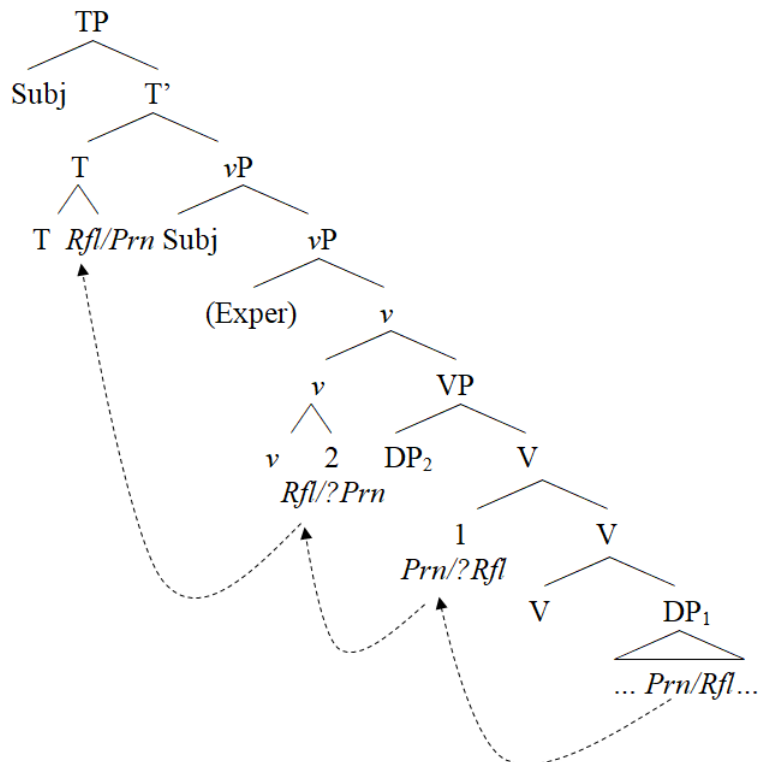 TP
Subj T’
T vP
T Rfl/Prn Subj vP
(Exper) v
v VP
v 2 DP₂ V
Rfl/?Prn
1 V
Prn/?Rfl
V DP₁
... Prn/Rfl...